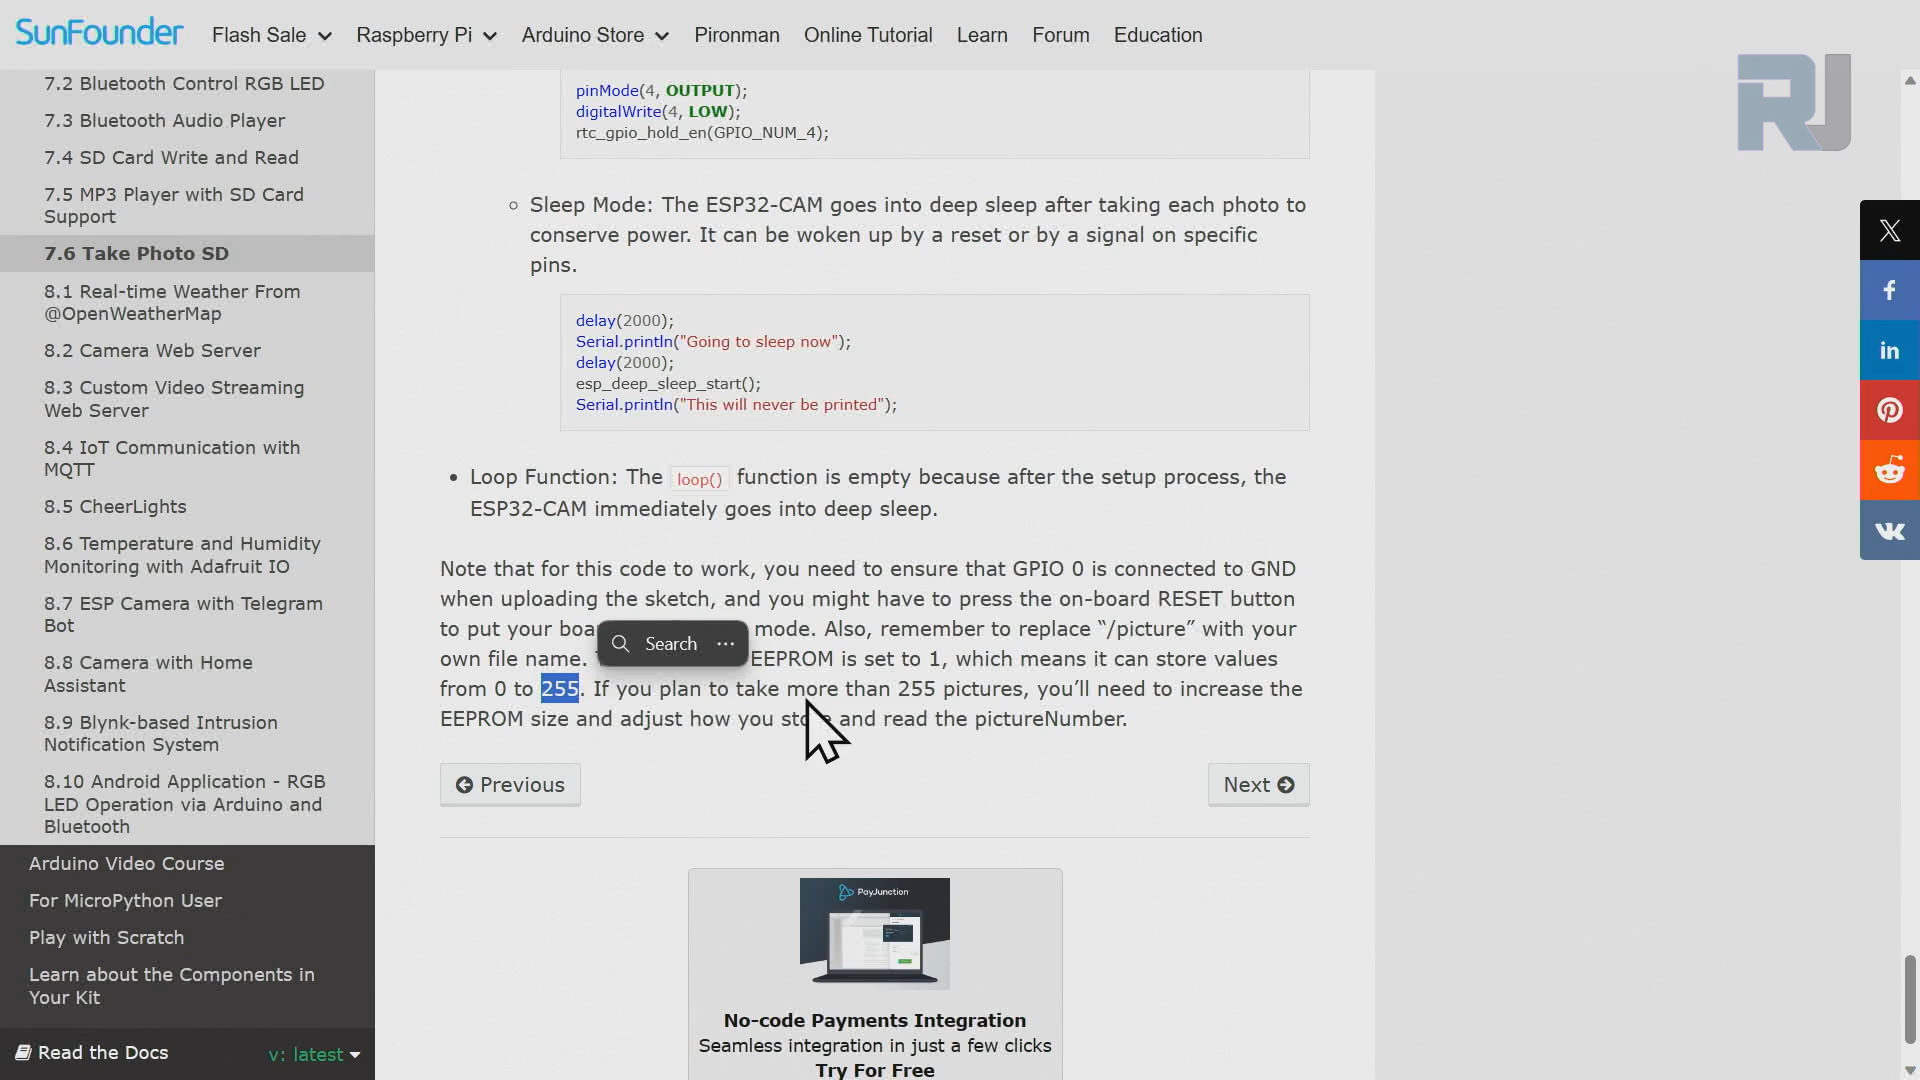 SunFounder
Flash Sale
Raspberry Pi
Arduino Store
Pironman
Online Tutorial
Learn
Forum
Education
RJ
7.2 Bluetooth Control RGB LED
7.3 Bluetooth Audio Player
7.4 SD Card Write and Read
7.5 MP3 Player with SD Card
Support
7.6 Take Photo SD
8.1 Real-time Weather From
@OpenWeatherMap
8.2 Camera Web Server
8.3 Custom Video Streaming
Web Server
8.4 IoT Communication with
MQTT
8.5 CheerLights
8.6 Temperature and Humidity
Monitoring with Adafruit IO
8.7 ESP Camera with Telegram
Bot
8.8 Camera with Home
Assistant
8.9 Blynk-based Intrusion
Notification System
8.10 Android Application - RGB
LED Operation via Arduino and
Bluetooth
Arduino Video Course
For MicroPython User
Play with Scratch
Learn about the Components in
Your Kit
Read the Docs
v: latest
pinMode(4, OUTPUT);
digitalWrite(4, LOW);
rtc_gpio_hold_en(GPIO_NUM_4);
Sleep Mode: The ESP32-CAM goes into deep sleep after taking each photo to
conserve power. It can be woken up by a reset or by a signal on specific
pins.
delay(2000);
Serial.println("Going to sleep now");
delay(2000);
esp_deep_sleep_start();
Serial.println("This will never be printed");
Loop Function: The loop() function is empty because after the setup process, the
ESP32-CAM immediately goes into deep sleep.
Note that for this code to work, you need to ensure that GPIO 0 is connected to GND
when uploading the sketch, and you might have to press the on-board RESET button
to put your boa mode. Also, remember to replace “/picture” with your
Search
own file name. EEPROM is set to 1, which means it can store values
from 0 to 255. If you plan to take more than 255 pictures, you’ll need to increase the
EEPROM size and adjust how you store and read the pictureNumber.
Previous
Next
PayJunction
No-code Payments Integration
Seamless integration in just a few clicks
Try For Free
f
in